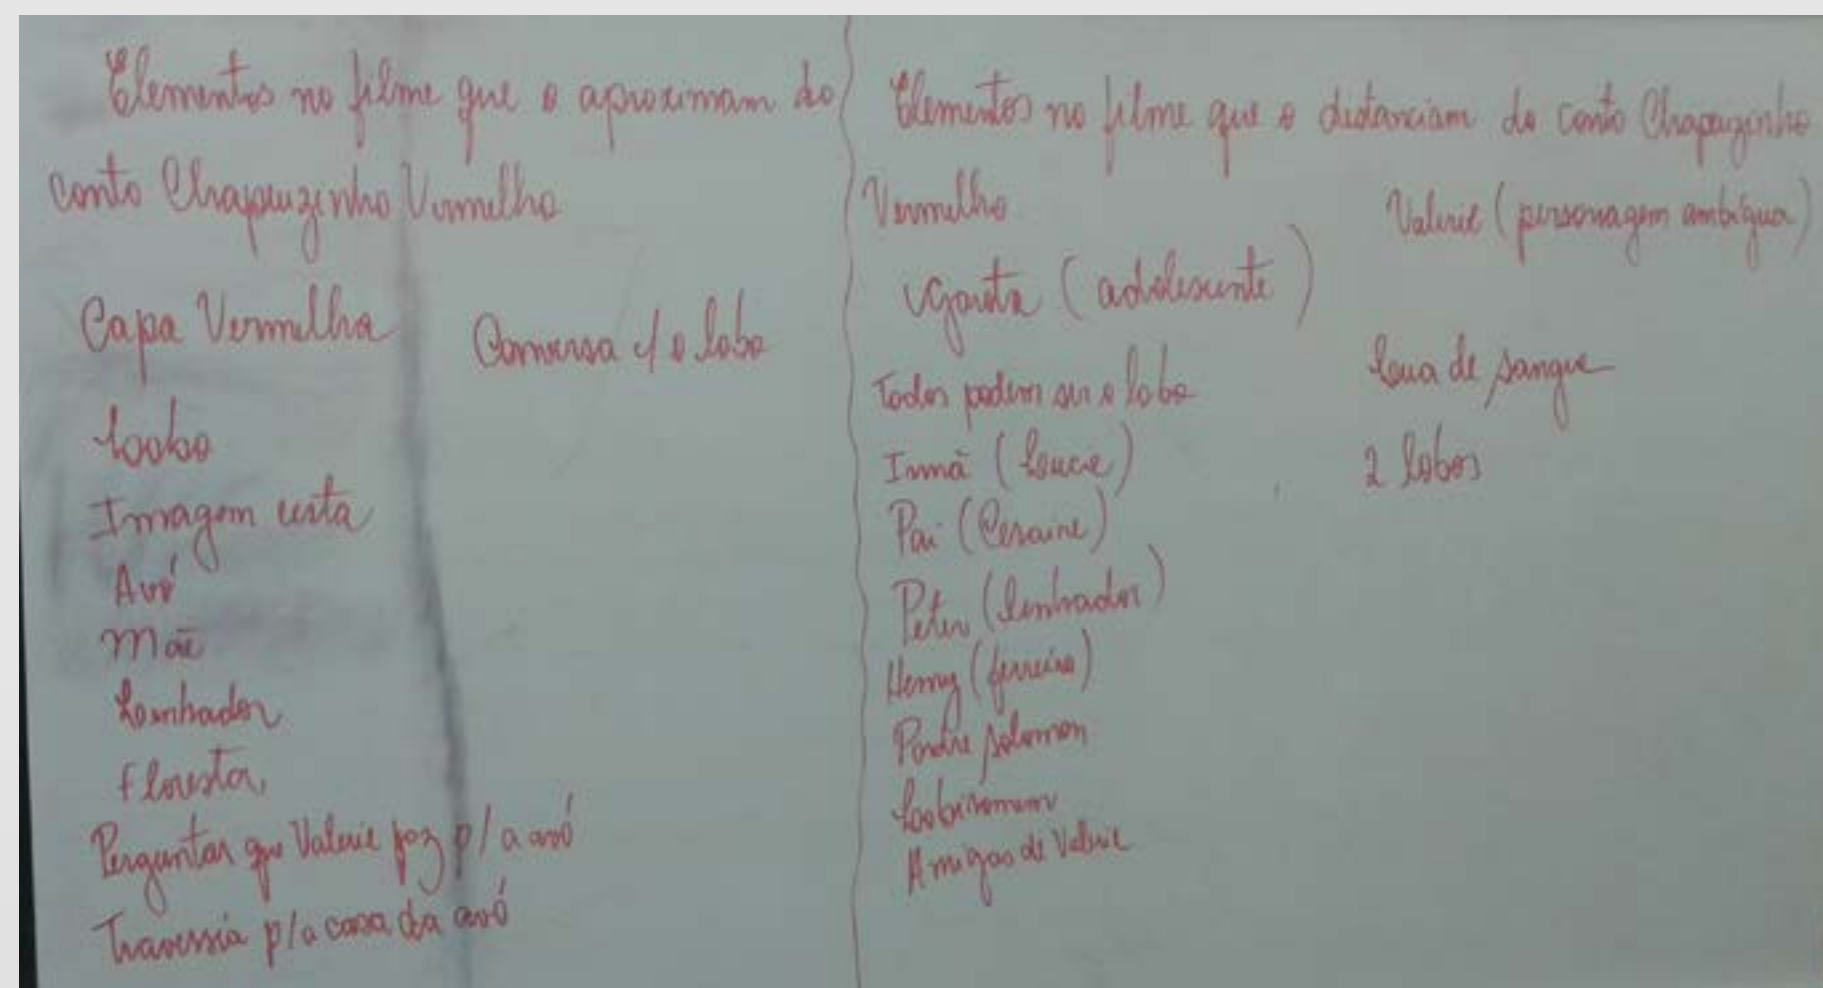 Elementos no filme que o aproximam do
conto Chapeuzinho Vermelho
Capa Vermelha
Conversa c/ o lobo
Lobo
Imagem cesta
Avó
Mãe
Lenhador
Floresta
Perguntas que Valerie faz p/ a avó
Travessia p/ a casa da avó
Elementos no filme que o distanciam do conto Chapeuzinho
Vermelho
Valerie (personagem ambígua)
Garota (adolescente)
Todos podem ser o lobo
Lua de sangue
Irmã (Lucie)
2 lobos
Pai (Cesaire)
Peter (lenhador)
Henry (ferreiro)
Padre Solomon
Lobisomem
Amigas de Valerie